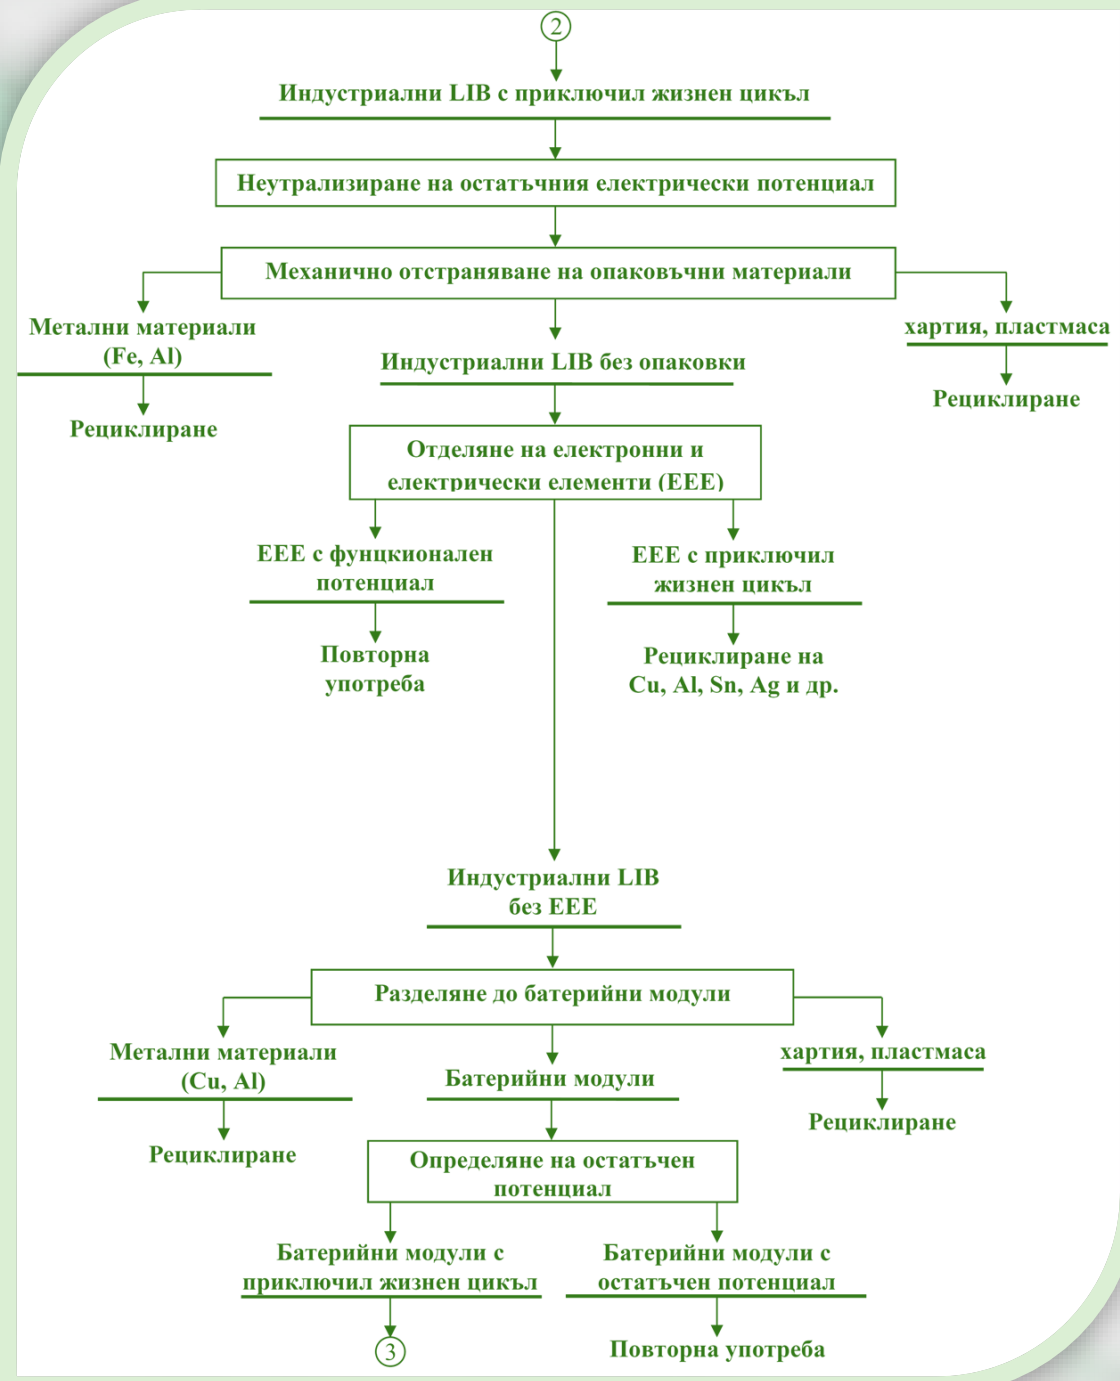 2
Индустриални LIB с приключил жизнен цикъл
Неутрализиране на остатъчния електрически потенциал
Механично отстраняване на опаковъчни материали
Метални материали
(Fe, Al)
Рециклиране
хартия, пластмаса
Рециклиране
Индустриални LIB без опаковки
Отделяне на електронни и
електрически елементи (ЕЕЕ)
ЕЕЕ с фунцкионален
потенциал
Повторна
употреба
ЕЕЕ с приключил
жизнен цикъл
Рециклиране на
Cu, Al, Sn, Ag и др.
Индустриални LIB
без ЕЕЕ
Разделяне до батерийни модули
Метални материали
(Cu, Al)
Рециклиране
Батерийни модули
хартия, пластмаса
Рециклиране
Определяне на остатъчен
потенциал
Батерийни модули с
приключил жизнен цикъл
3
Батерийни модули с
остатъчен потенциал
Повторна употреба